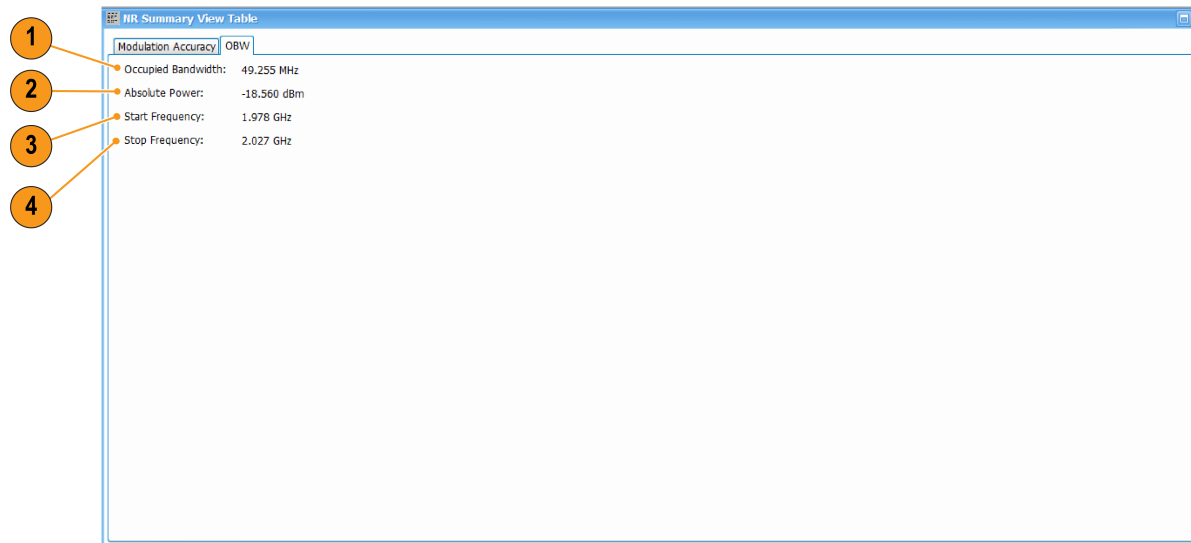 NR Summary View Table
Modulation Accuracy OBW
1
Occupied Bandwidth: 49.255 MHz
2
Absolute Power: -18.560 dBm
3
Start Frequency: 1.978 GHz
4
Stop Frequency: 2.027 GHz